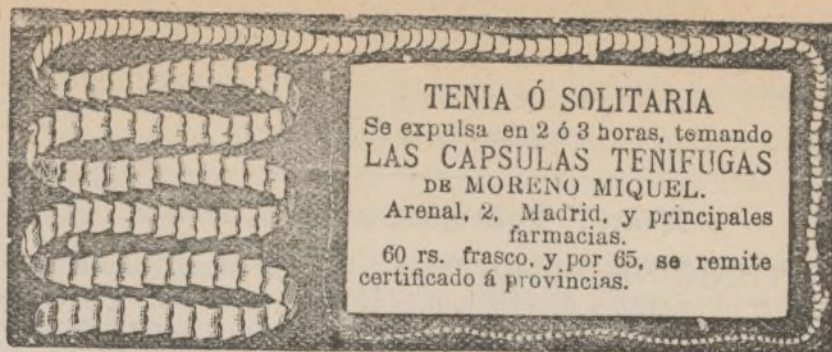 TENIA Ó SOLITARIA
Se expulsa en 2 ó 3 horas, tomando
LAS CAPSULAS TENIFUGAS
DE MORENO MIQUEL.
Arenal, 2, Madrid, y principales
farmacias.
60 rs. frasco, y por 65, se remite
certificado á provincias.